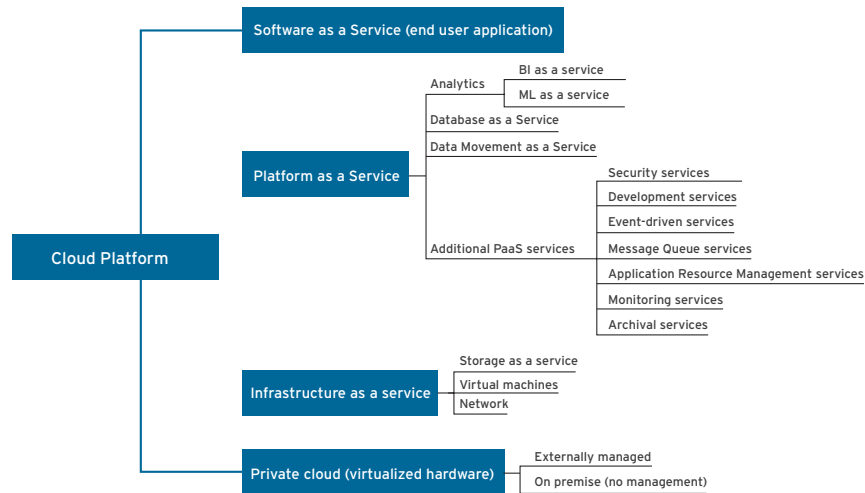 Software as a Service (end user application)
BI as a service
Analytics
ML as a service
Database as a Service
Data Movement as a Service
Platform as a Service
Security services
Development services
Event-driven services
Additional PaaS services
Message Queue services
Cloud Platform
Application Resource Management services
Monitoring services
Archival services
Storage as a service
Infrastructure as a service
Virtual machines
Network
Externally managed
Private cloud (virtualized hardware)
On premise (no management)